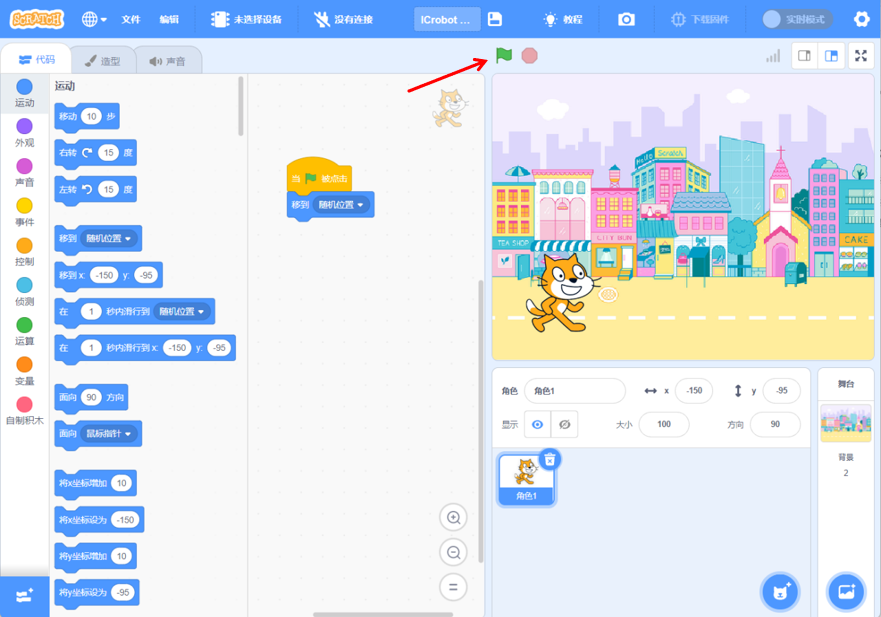 SCRATCH 文件 编辑 未选择设备 没有连接 ICrobot ... 教程 下载固件 实时模式
代码 造型 声音
运动
运动
移动 10 步
外观
右转 15 度
声音
左转 15 度
事件
控制
移到 随机位置
移到 x: -150 y: -95
侦测
在 1 秒内滑行到 随机位置
运算
在 1 秒内滑行到 x: -150 y: -95
变量
面向 90 方向
自制积木
面向 鼠标指针
将x坐标增加 10
将x坐标设为 -150
将y坐标增加 10
将y坐标设为 -95
当 被点击
移到 随机位置
Hello Scratch
TEA SHOP
CITY BUN
CAKE
角色 角色1 x -150 y -95
显示 大小 100 方向 90
角色1
舞台
背景
2